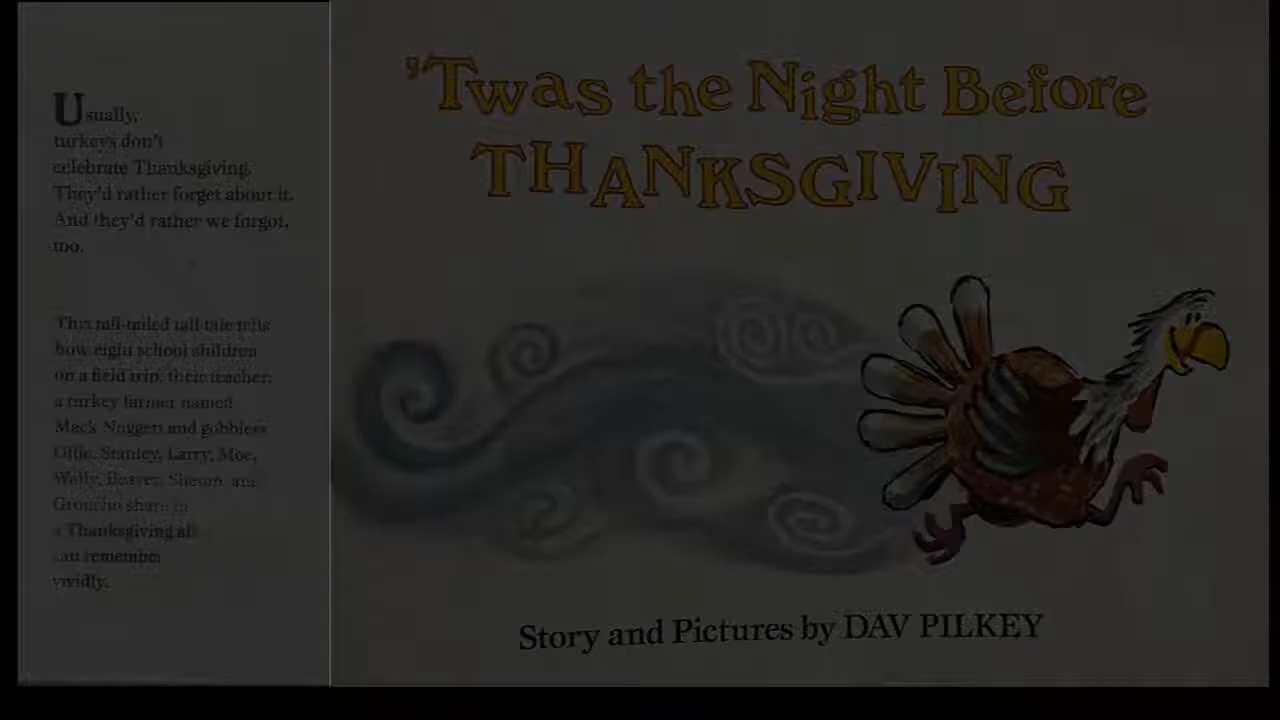 Usually,
turkeys don't
celebrate Thanksgiving.
They'd rather forget about it.
And they'd rather we forgot,
too.
This tall-tailed tall tale tells
how eight school children
on a field trip, their teacher,
a turkey farmer named
Mack Nuggett and gobblers
Ollie, Stanley, Larry, Moe,
Wally, Beaver, Shemp and
Groucho share in
a Thanksgiving all
can remember
vividly.
'Twas the Night Before
THANKSGIVING
Story and Pictures by DAV PILKEY